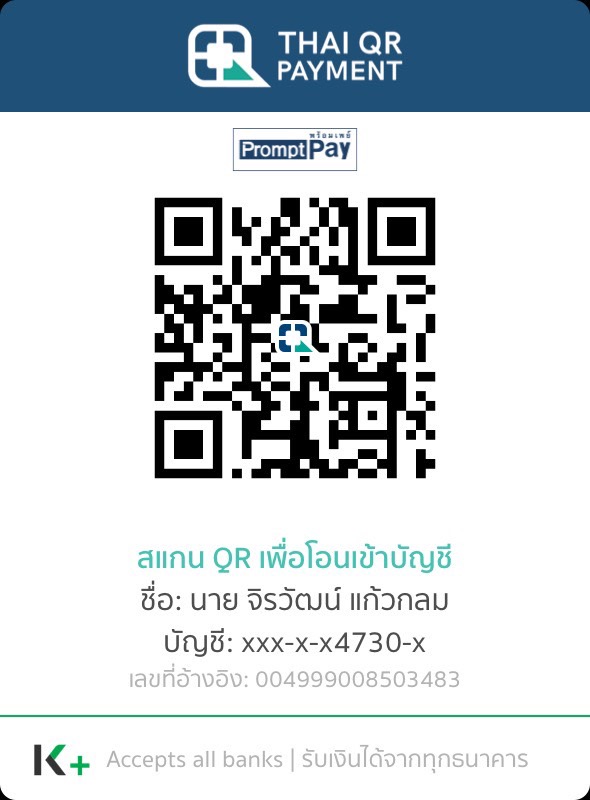 THAI QR
PAYMENT
พร้อมเพย์
PromptPay
สแกน QR เพื่อโอนเข้าบัญชี
ชื่อ: นาย จิรวัฒน์ แก้วกลม
บัญชี: xxx-x-x4730-x
เลขที่อ้างอิง: 004999008503483
K+ Accepts all banks | รับเงินได้จากทุกธนาคาร